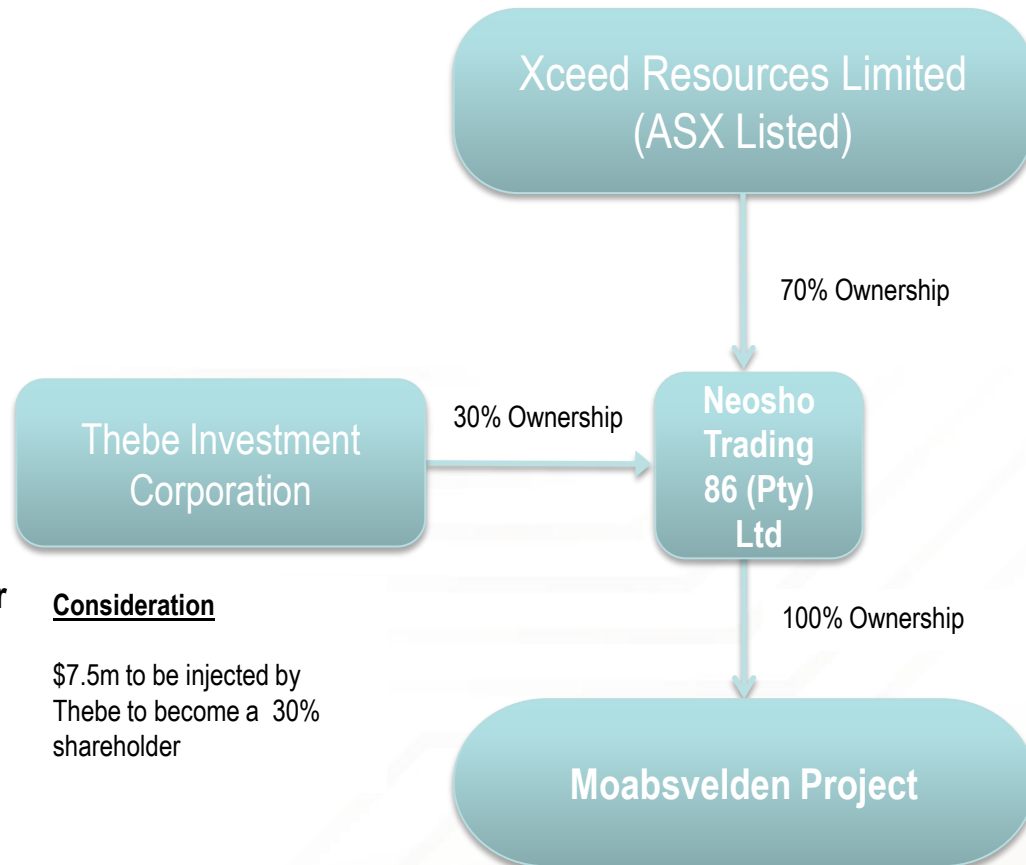 Xceed Resources Limited
(ASX Listed)
70% Ownership
Thebe Investment
Corporation
30% Ownership
Neosho
Trading
86 (Pty)
Ltd
r
Consideration
$7.5m to be injected by
Thebe to become a 30%
shareholder
100% Ownership
Moabsvelden Project